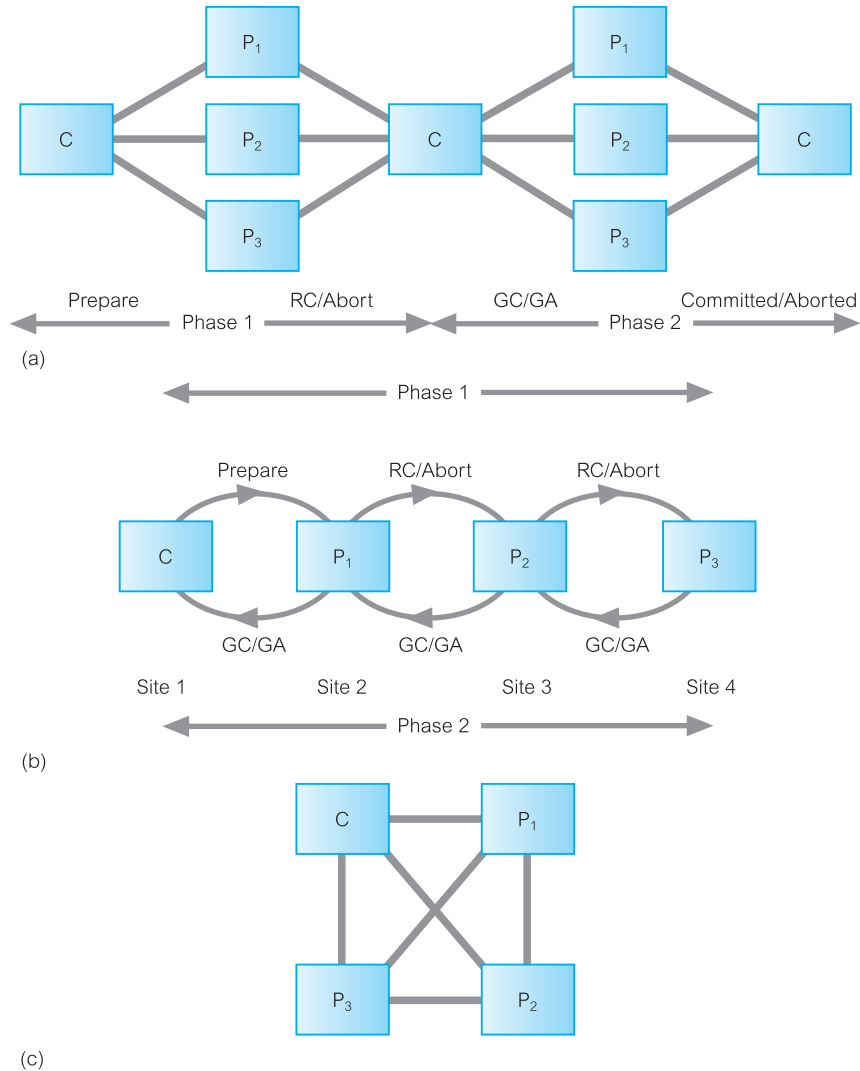 P₁ P₁
C P₂ C P₂ C
P₃ P₃
Prepare RC/Abort GC/GA Committed/Aborted
Phase 1 Phase 2
(a)
Phase 1
Prepare RC/Abort RC/Abort
C P₁ P₂ P₃
GC/GA GC/GA GC/GA
Site 1 Site 2 Site 3 Site 4
Phase 2
(b)
C P₁
P₃ P₂
(c)